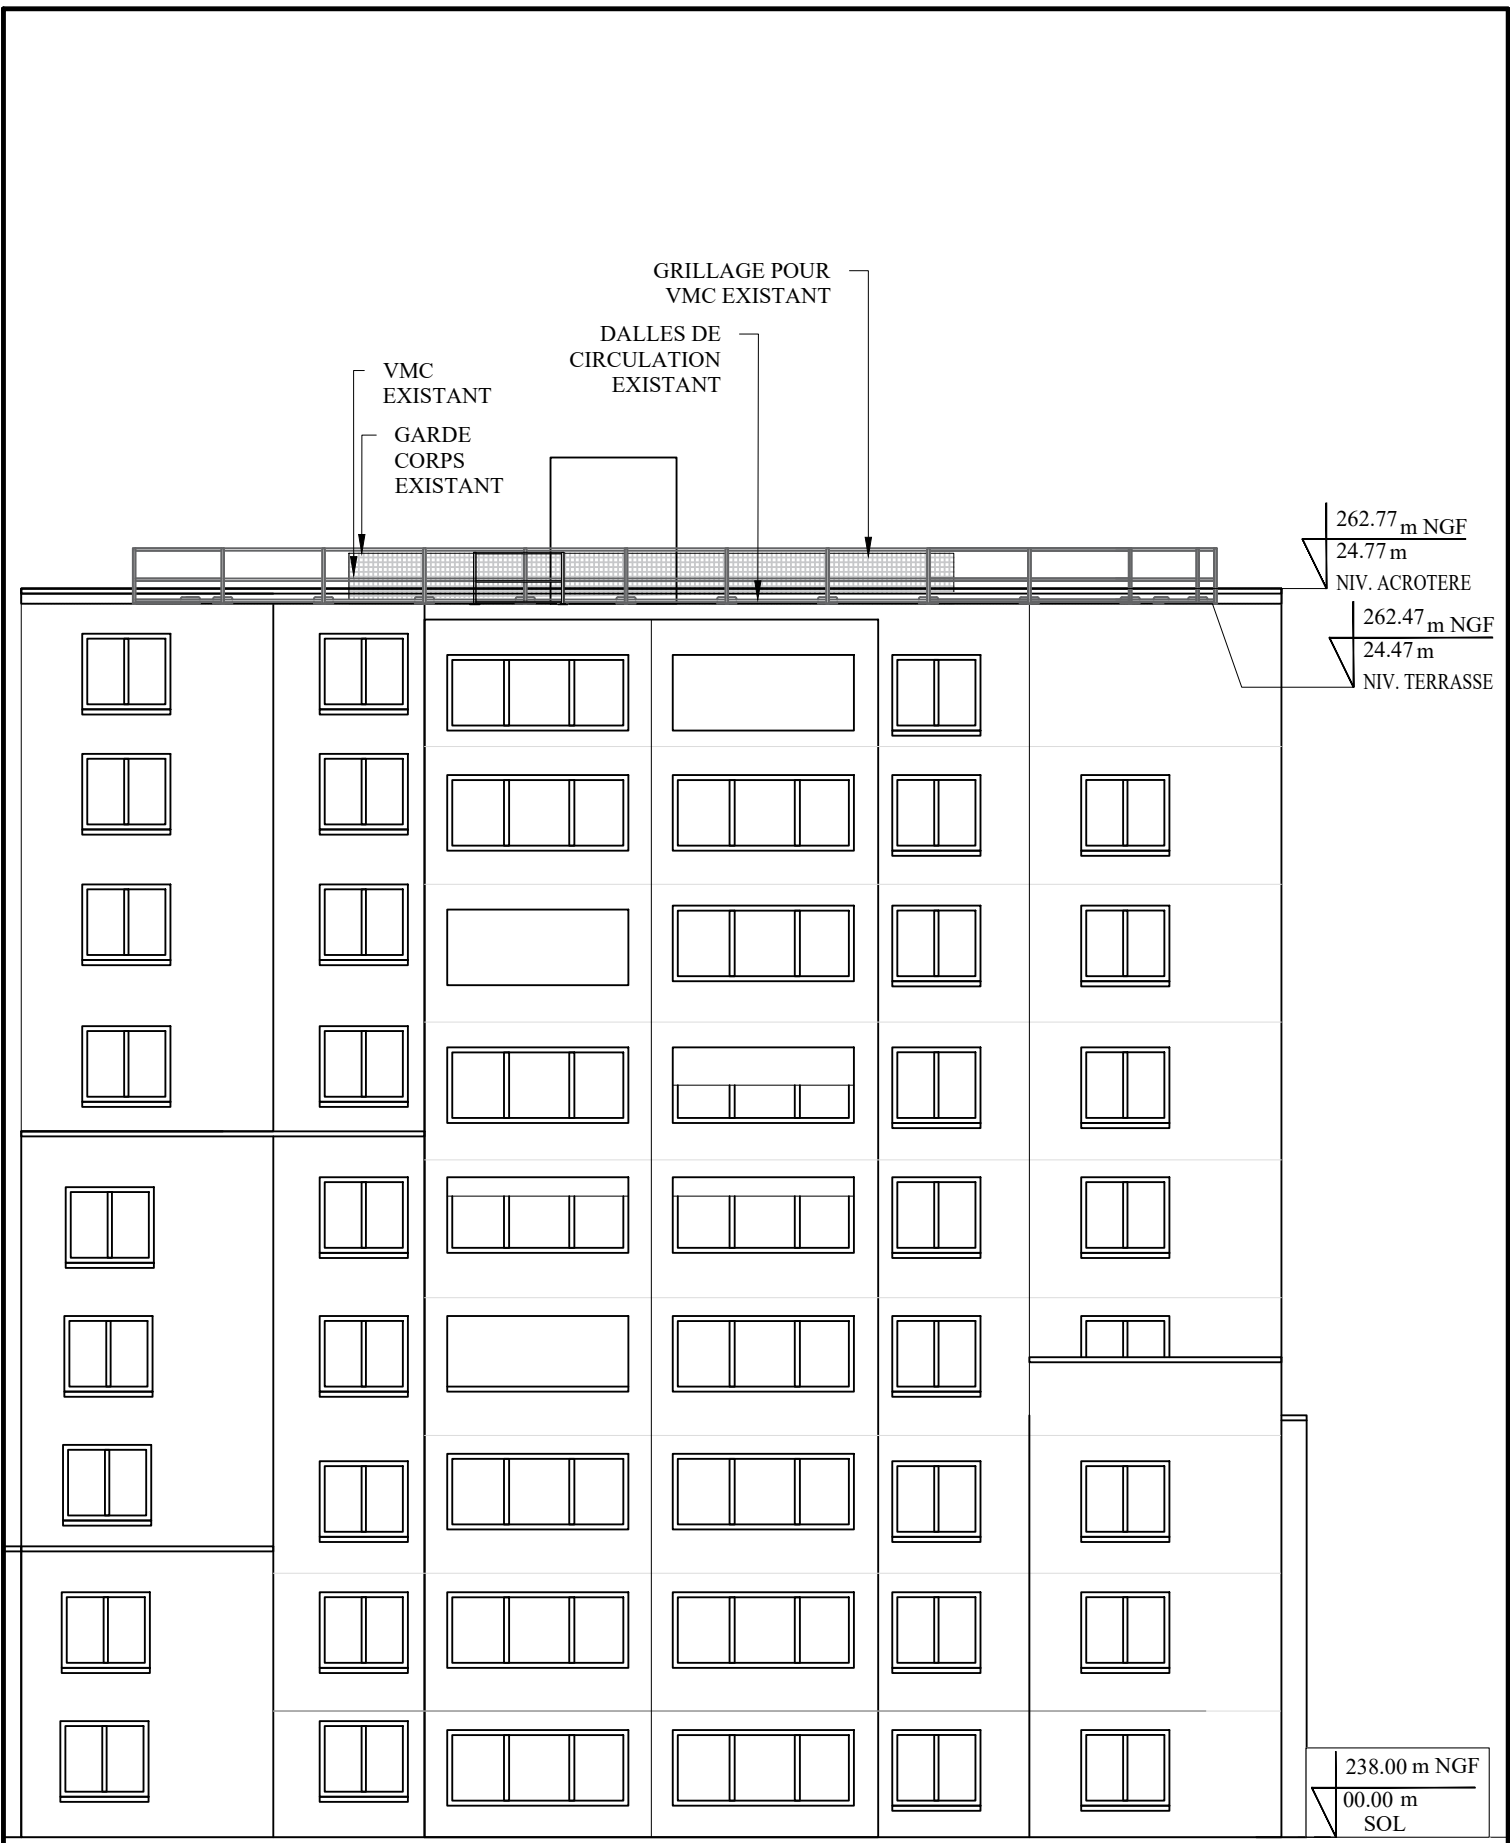 GRILLAGE POUR
VMC EXISTANT
DALLES DE
CIRCULATION
EXISTANT
VMC
EXISTANT
GARDE
CORPS
EXISTANT
262.77 m NGF
24.77 m
NIV. ACROTERE
262.47 m NGF
24.47 m
NIV. TERRASSE
238.00 m NGF
00.00 m
SOL